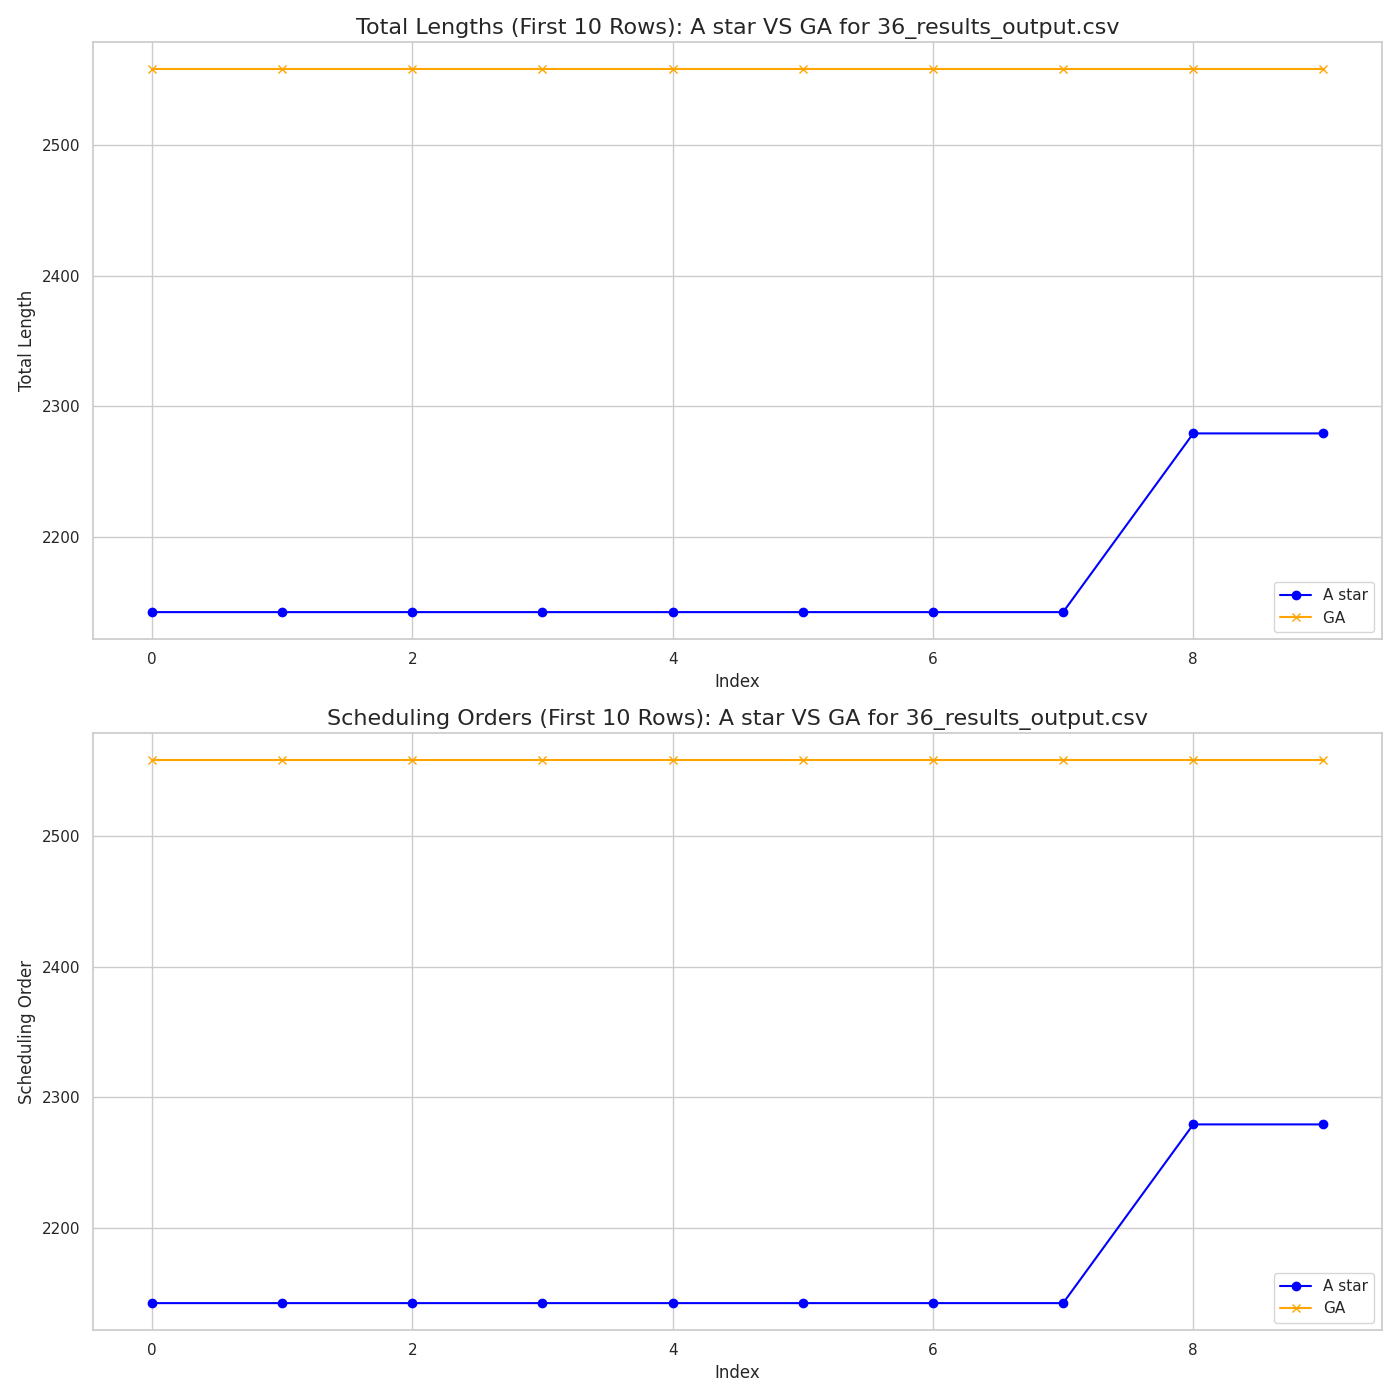 Total Lengths (First 10 Rows): A star VS GA for 36_results_output.csv
Total Length
2500
2400
2300
2200
0 2 4 6 8
Index
A star
GA
Scheduling Orders (First 10 Rows): A star VS GA for 36_results_output.csv
Scheduling Order
2500
2400
2300
2200
0 2 4 6 8
Index
A star
GA